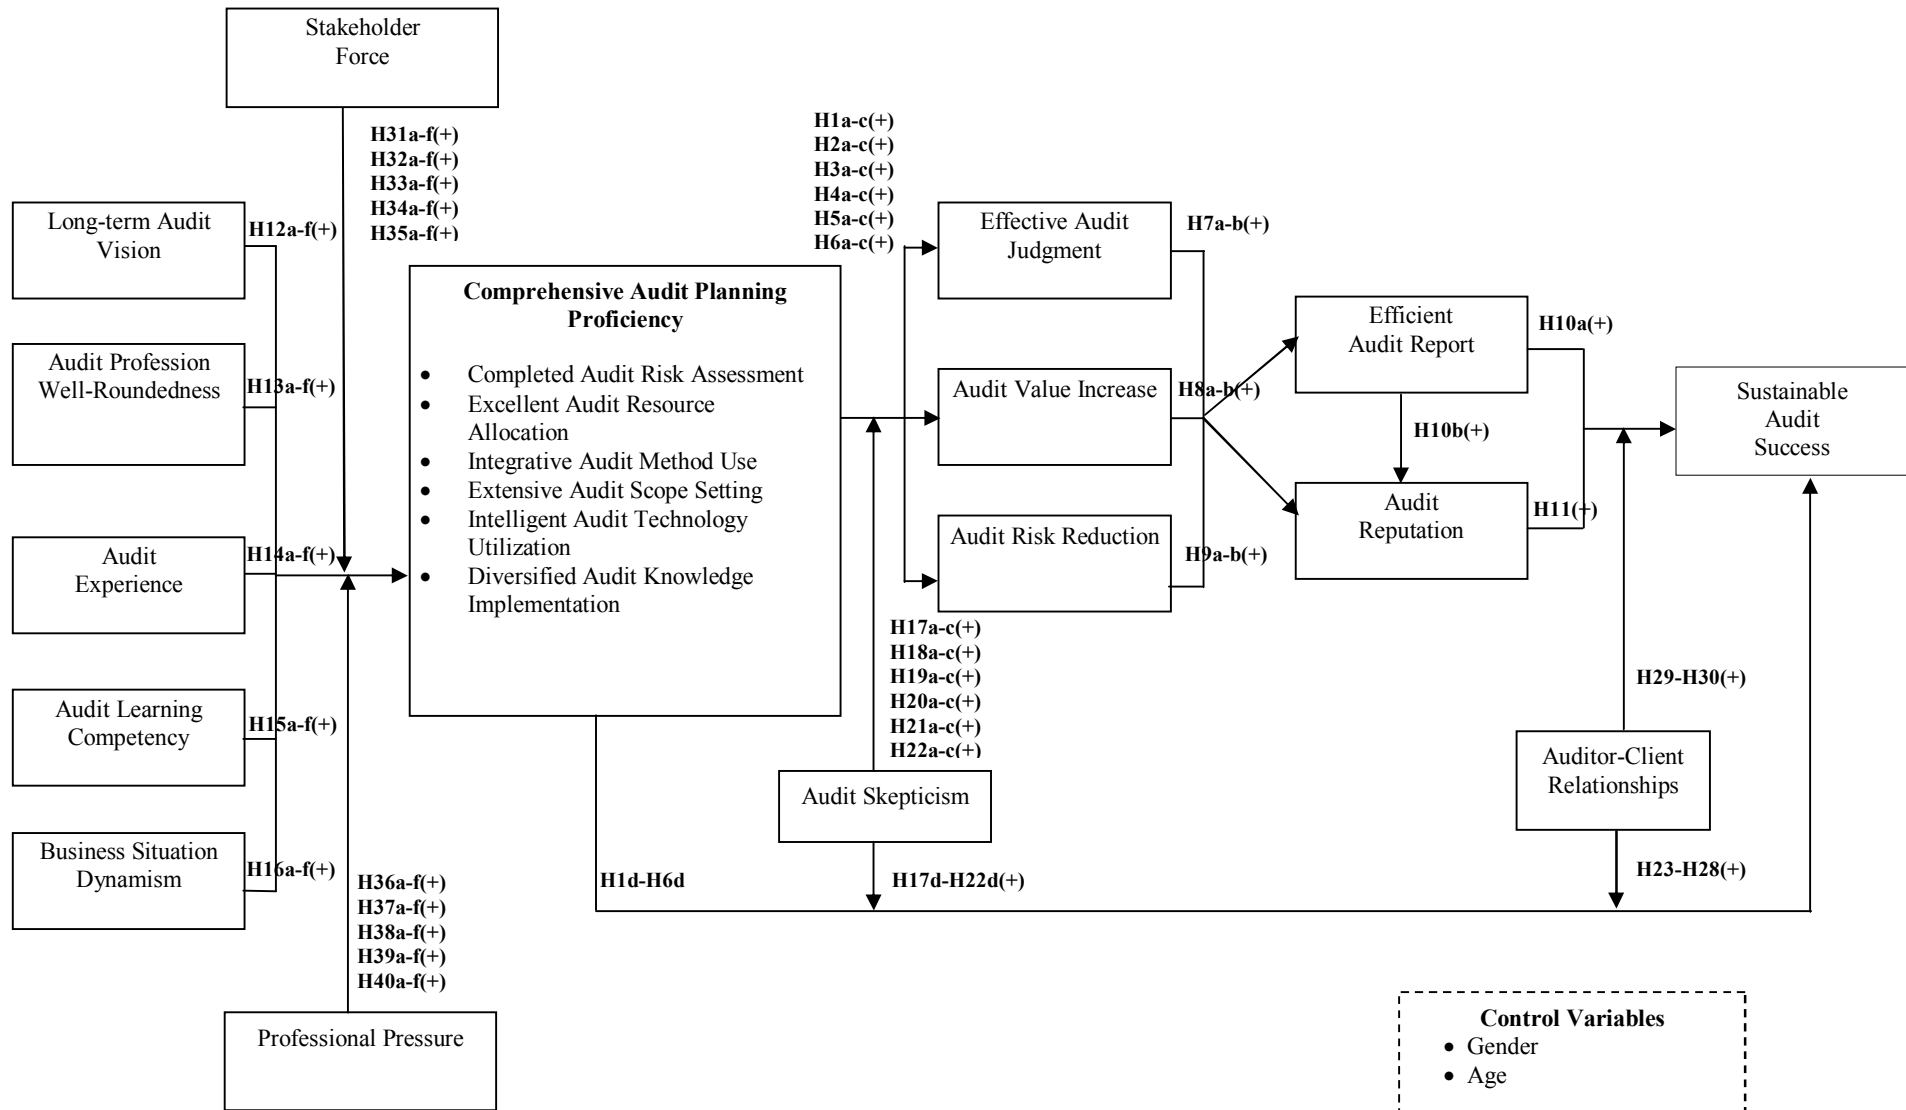 Stakeholder
Force
H31a-f(+)
H32a-f(+)
H33a-f(+)
H34a-f(+)
H35a-f(+)
H1a-c(+)
H2a-c(+)
H3a-c(+)
H4a-c(+)
H5a-c(+)
H6a-c(+)
Long-term Audit
Vision
H12a-f(+)
Audit Profession
Well-Roundedness
H13a-f(+)
Audit
Experience
H14a-f(+)
Audit Learning
Competency
H15a-f(+)
Business Situation
Dynamism
H16a-f(+)
Comprehensive Audit Planning
Proficiency
• Completed Audit Risk Assessment
• Excellent Audit Resource
Allocation
• Integrative Audit Method Use
• Extensive Audit Scope Setting
• Intelligent Audit Technology
Utilization
• Diversified Audit Knowledge
Implementation
Effective Audit
Judgment
H7a-b(+)
Audit Value Increase
H8a-b(+)
Audit Risk Reduction
H9a-b(+)
Efficient
Audit Report
H10a(+)
H10b(+)
Audit
Reputation
H11(+)
Sustainable
Audit
Success
H17a-c(+)
H18a-c(+)
H19a-c(+)
H20a-c(+)
H21a-c(+)
H22a-c(+)
Audit Skepticism
H29-H30(+)
Auditor-Client
Relationships
H1d-H6d
H17d-H22d(+)
H23-H28(+)
H36a-f(+)
H37a-f(+)
H38a-f(+)
H39a-f(+)
H40a-f(+)
Professional Pressure
Control Variables
• Gender
• Age